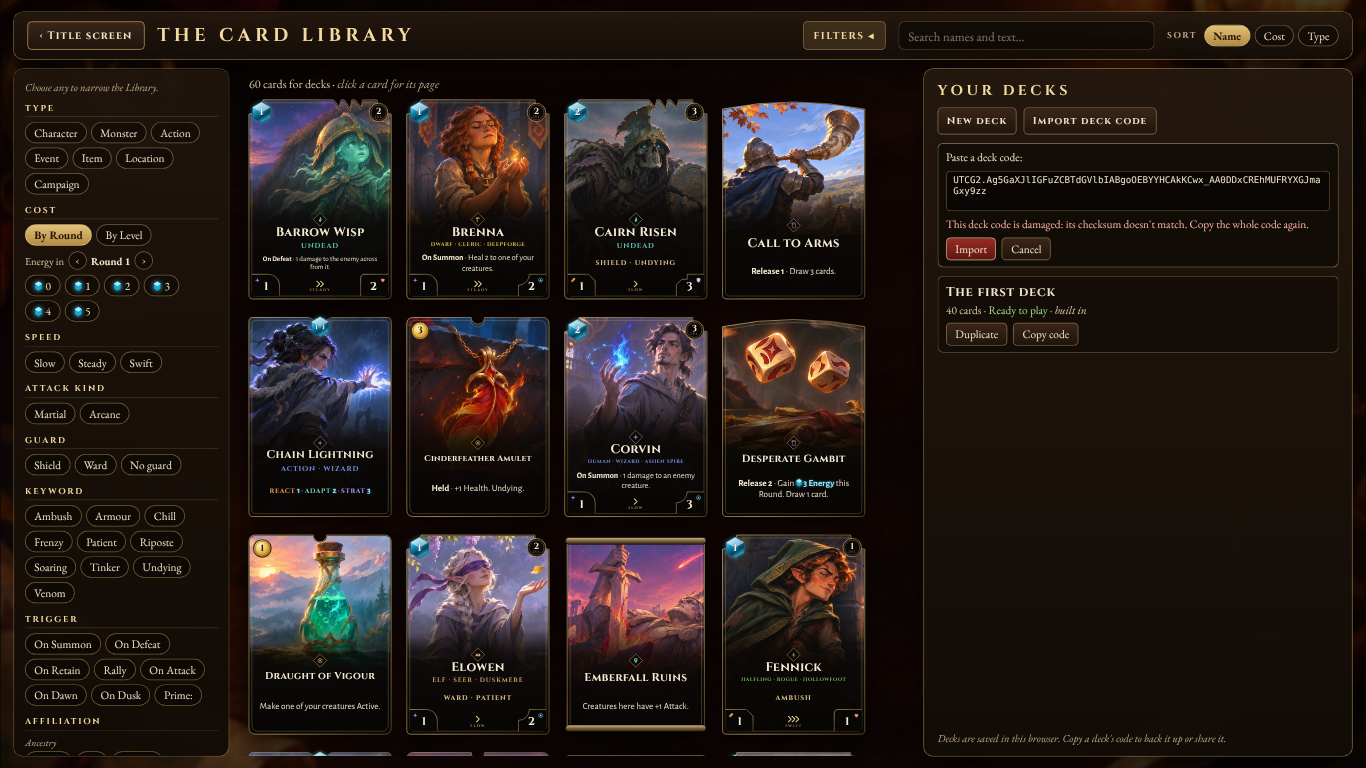 ‹ Title screen
The Card Library
Filters ◂
Search names and text...
Sort
Name
Cost
Type
Choose any to narrow the Library.
Type
Character
Monster
Action
Event
Item
Location
Campaign
Cost
By Round
By Level
Energy in ‹ Round 1 ›
0
1
2
3
4
5
Speed
Slow
Steady
Swift
Attack Kind
Martial
Arcane
Guard
Shield
Ward
No guard
Keyword
Ambush
Armour
Chill
Frenzy
Patient
Riposte
Soaring
Tinker
Undying
Venom
Trigger
On Summon
On Defeat
On Retain
Rally
On Attack
On Dawn
On Dusk
Prime:
Affiliation
Ancestry
60 cards for decks · click a card for its page
1
2
Barrow Wisp
Undead
On Defeat · 1 damage to the enemy across
from it.
1
Steady
2
1
2
Brenna
Dwarf · Cleric · Deepforge
On Summon · Heal 2 to one of your
creatures.
1
Steady
2
2
3
Cairn Risen
Undead
Shield · Undying
1
Slow
3
Call to Arms
Release 1 · Draw 3 cards.
Chain Lightning
Action · Wizard
React 1 · Adapt 2 · Strat 3
3
Cinderfeather Amulet
Held · +1 Health. Undying.
2
3
Corvin
Human · Wizard · Ashen Spire
On Summon · 1 damage to an enemy
creature.
1
Slow
3
Desperate Gambit
Release 2 · Gain 3 Energy this
Round. Draw 1 card.
1
Draught of Vigour
Make one of your creatures Active.
1
2
Elowen
Elf · Seer · Duskmere
Ward · Patient
1
Slow
2
Emberfall Ruins
Creatures here have +1 Attack.
1
1
Fennick
Halfling · Rogue · Hollowfoot
Ambush
1
Swift
1
Your Decks
New deck
Import deck code
Paste a deck code:
UTCG2.Ag5GaXJlIGFuZCBTdGVlbIABgoOEBYYHCAkKCwx_AA0DDxCREhMUFRYXGJma
Gxy9zz
This deck code is damaged: its checksum doesn't match. Copy the whole code again.
Import
Cancel
The First Deck
40 cards · Ready to play · built in
Duplicate
Copy code
Decks are saved in this browser. Copy a deck's code to back it up or share it.